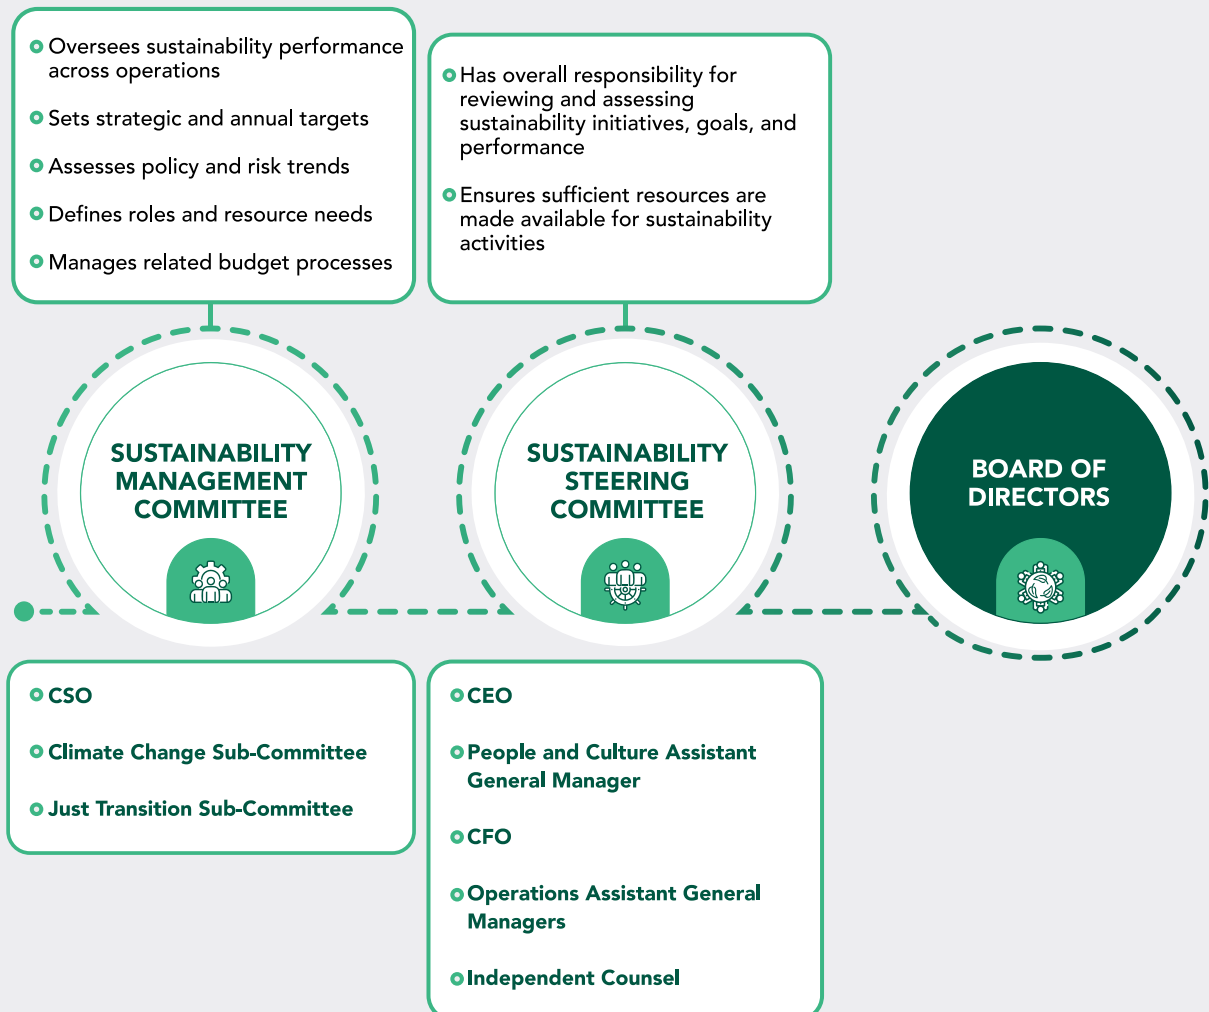 Oversees sustainability performance
across operations
Sets strategic and annual targets
Assesses policy and risk trends
Defines roles and resource needs
Manages related budget processes
Has overall responsibility for
reviewing and assessing
sustainability initiatives, goals, and
performance
Ensures sufficient resources are
made available for sustainability
activities
SUSTAINABILITY
MANAGEMENT
COMMITTEE
SUSTAINABILITY
STEERING
COMMITTEE
BOARD OF
DIRECTORS
CSO
Climate Change Sub-Committee
Just Transition Sub-Committee
CEO
People and Culture Assistant
General Manager
CFO
Operations Assistant General
Managers
Independent Counsel